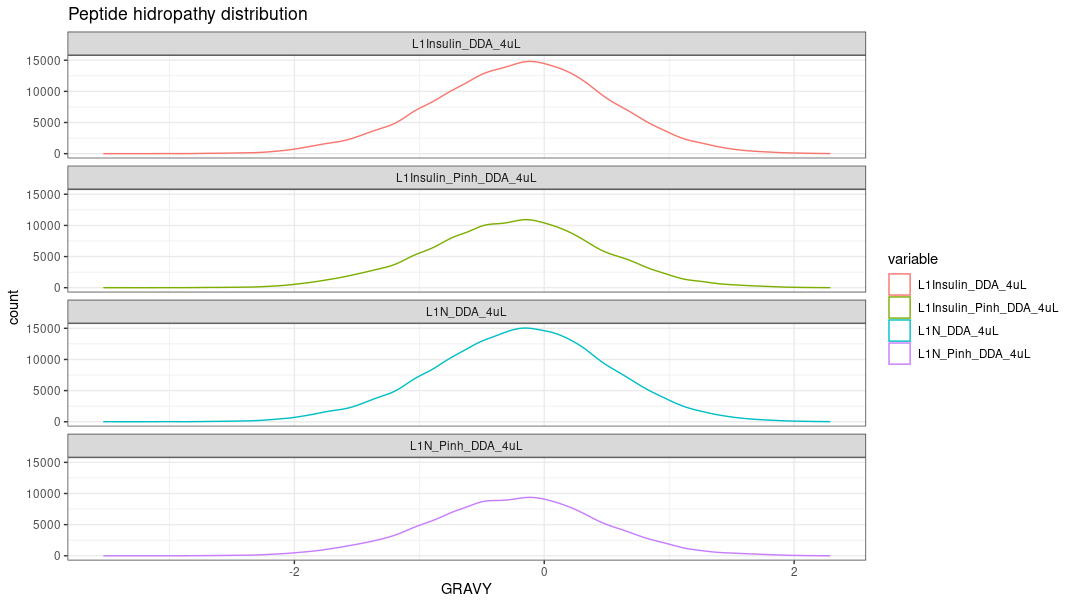 Peptide hidropathy distribution
L1Insulin_DDA_4uL
15000
10000
5000
0
L1Insulin_Pinh_DDA_4uL
15000
10000
5000
0
L1N_DDA_4uL
15000
10000
5000
0
L1N_Pinh_DDA_4uL
15000
10000
5000
0
-2 0 2
GRAVY
count
variable
L1Insulin_DDA_4uL
L1Insulin_Pinh_DDA_4uL
L1N_DDA_4uL
L1N_Pinh_DDA_4uL